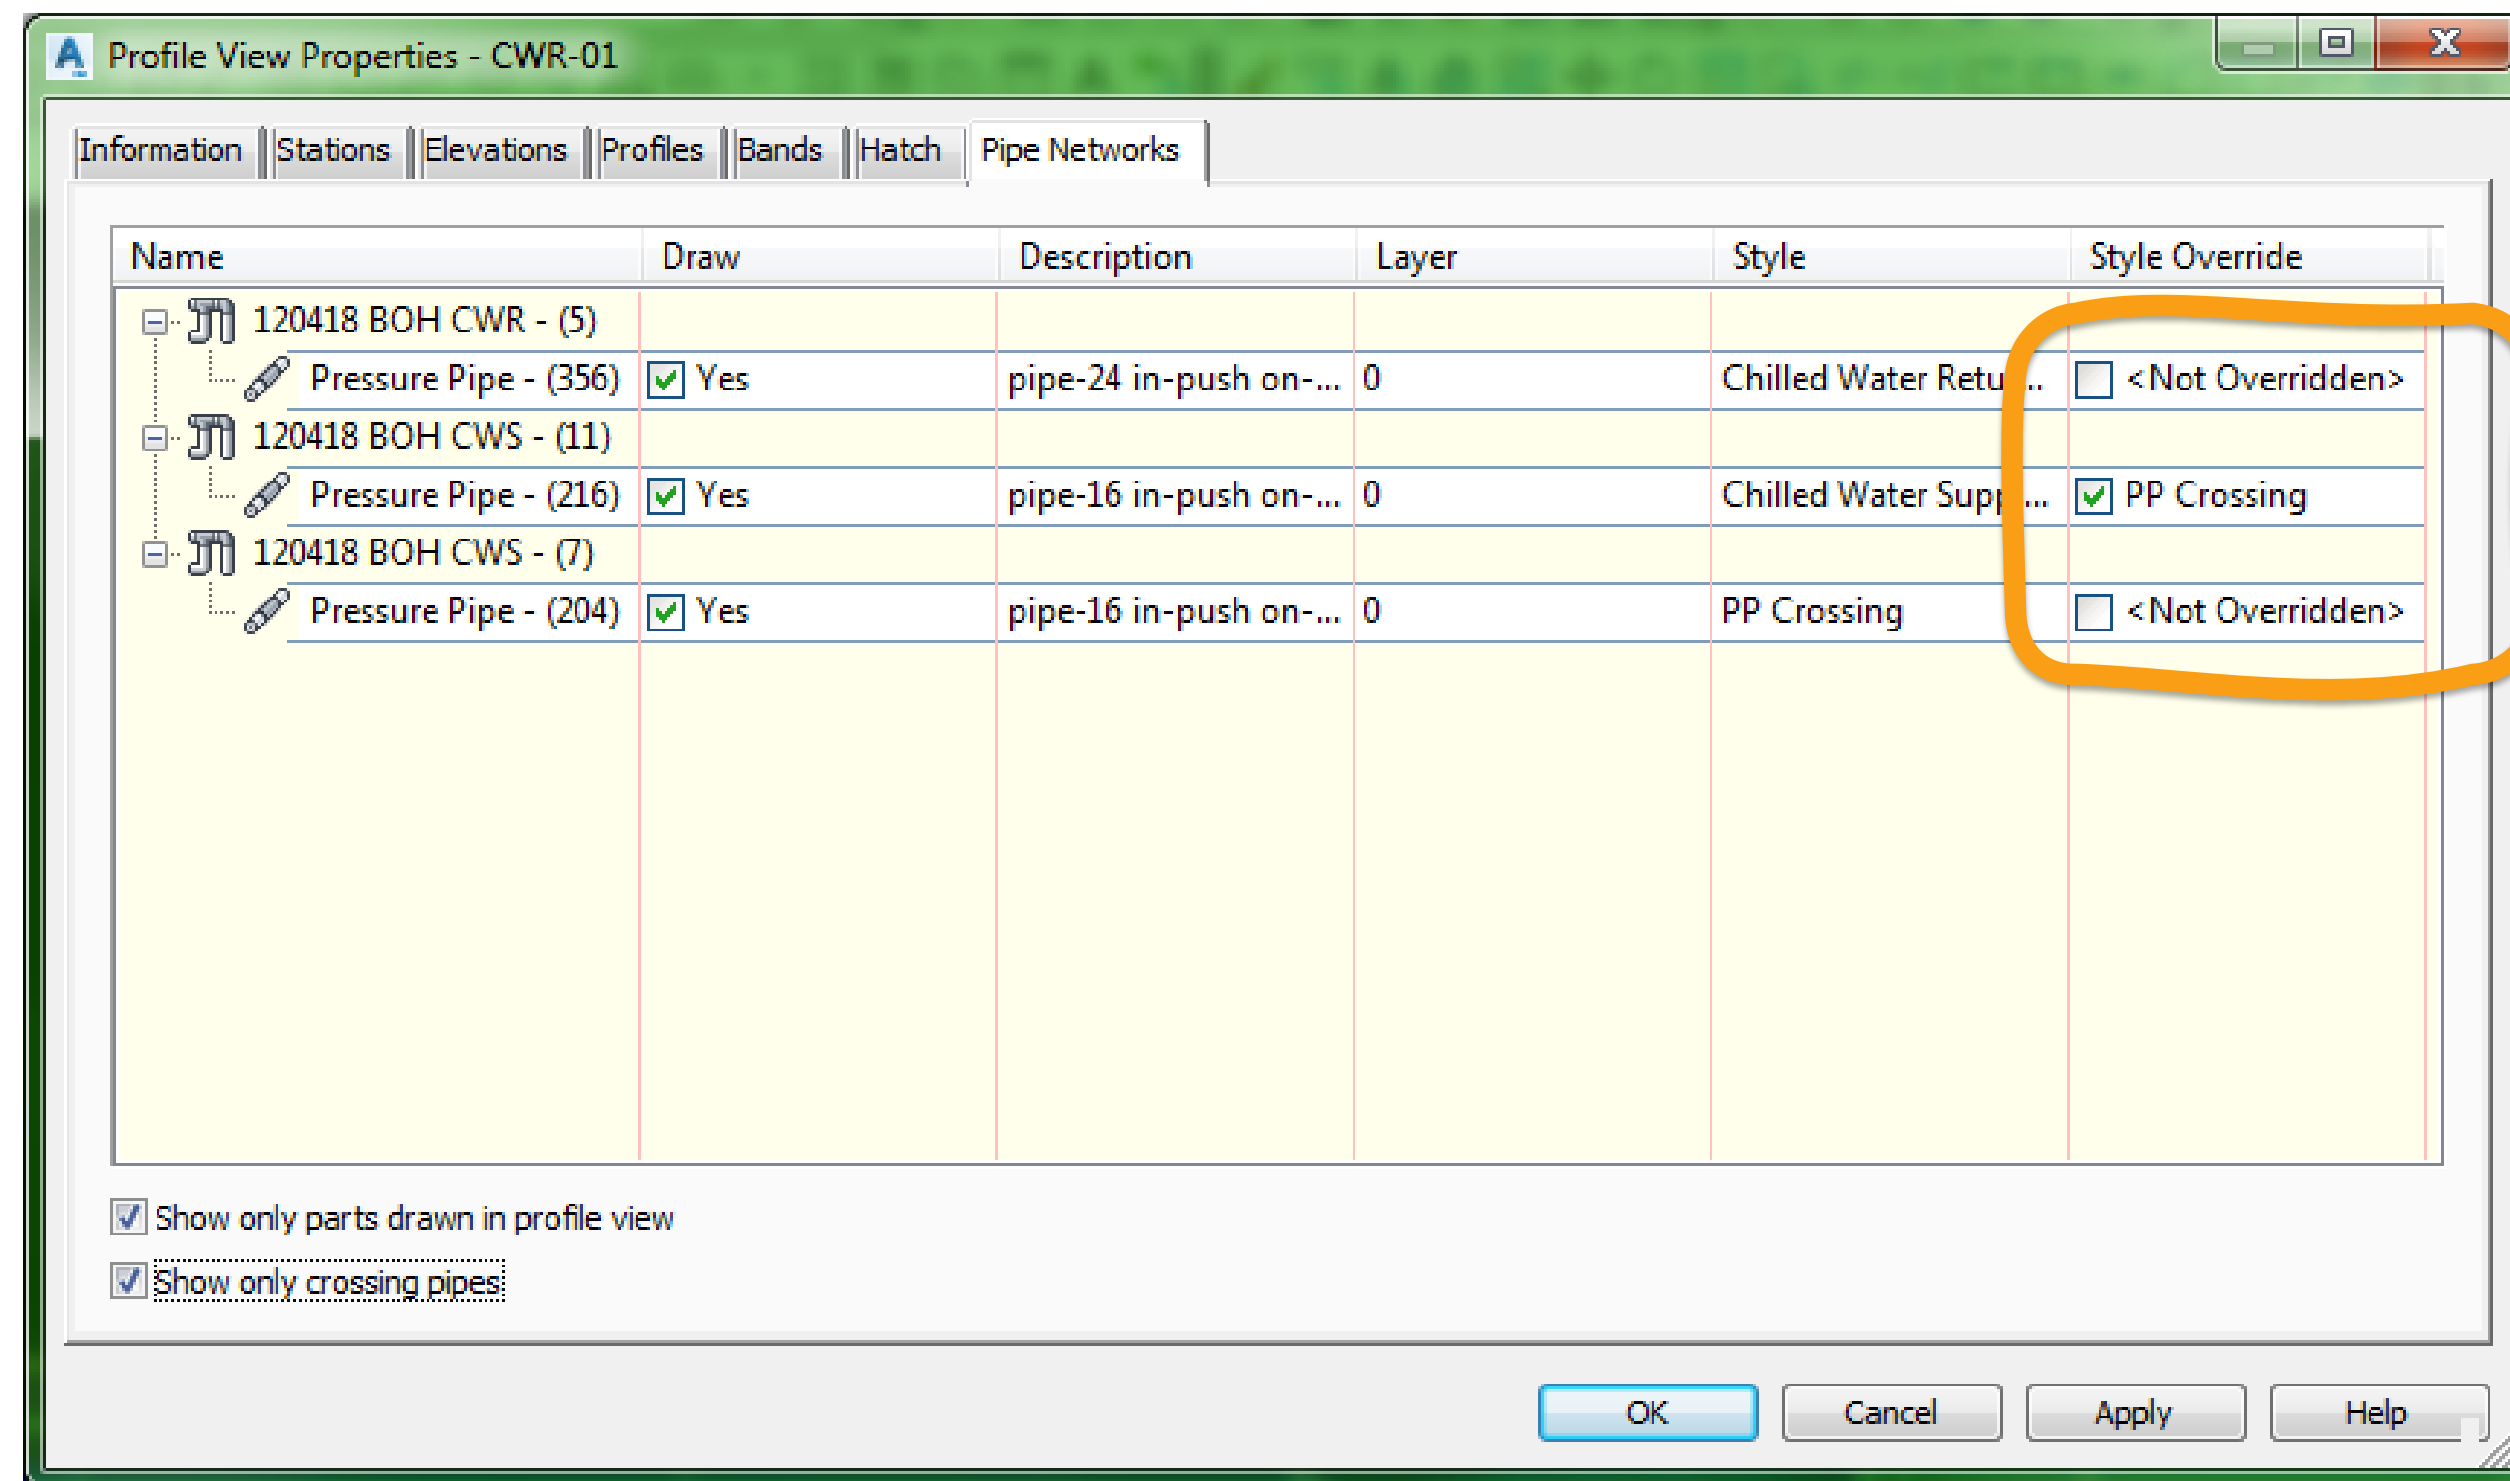 Profile View Properties - CWR-01
Information Stations Elevations Profiles Bands Hatch Pipe Networks
Name Draw Description Layer Style Style Override
120418 BOH CWR - (5)
Pressure Pipe - (356) Yes pipe-24 in-push on-... 0 Chilled Water Retu... <Not Overridden>
120418 BOH CWS - (11)
Pressure Pipe - (216) Yes pipe-16 in-push on-... 0 Chilled Water Supp... PP Crossing
120418 BOH CWS - (7)
Pressure Pipe - (204) Yes pipe-16 in-push on-... 0 PP Crossing <Not Overridden>
Show only parts drawn in profile view
Show only crossing pipes
OK Cancel Apply Help